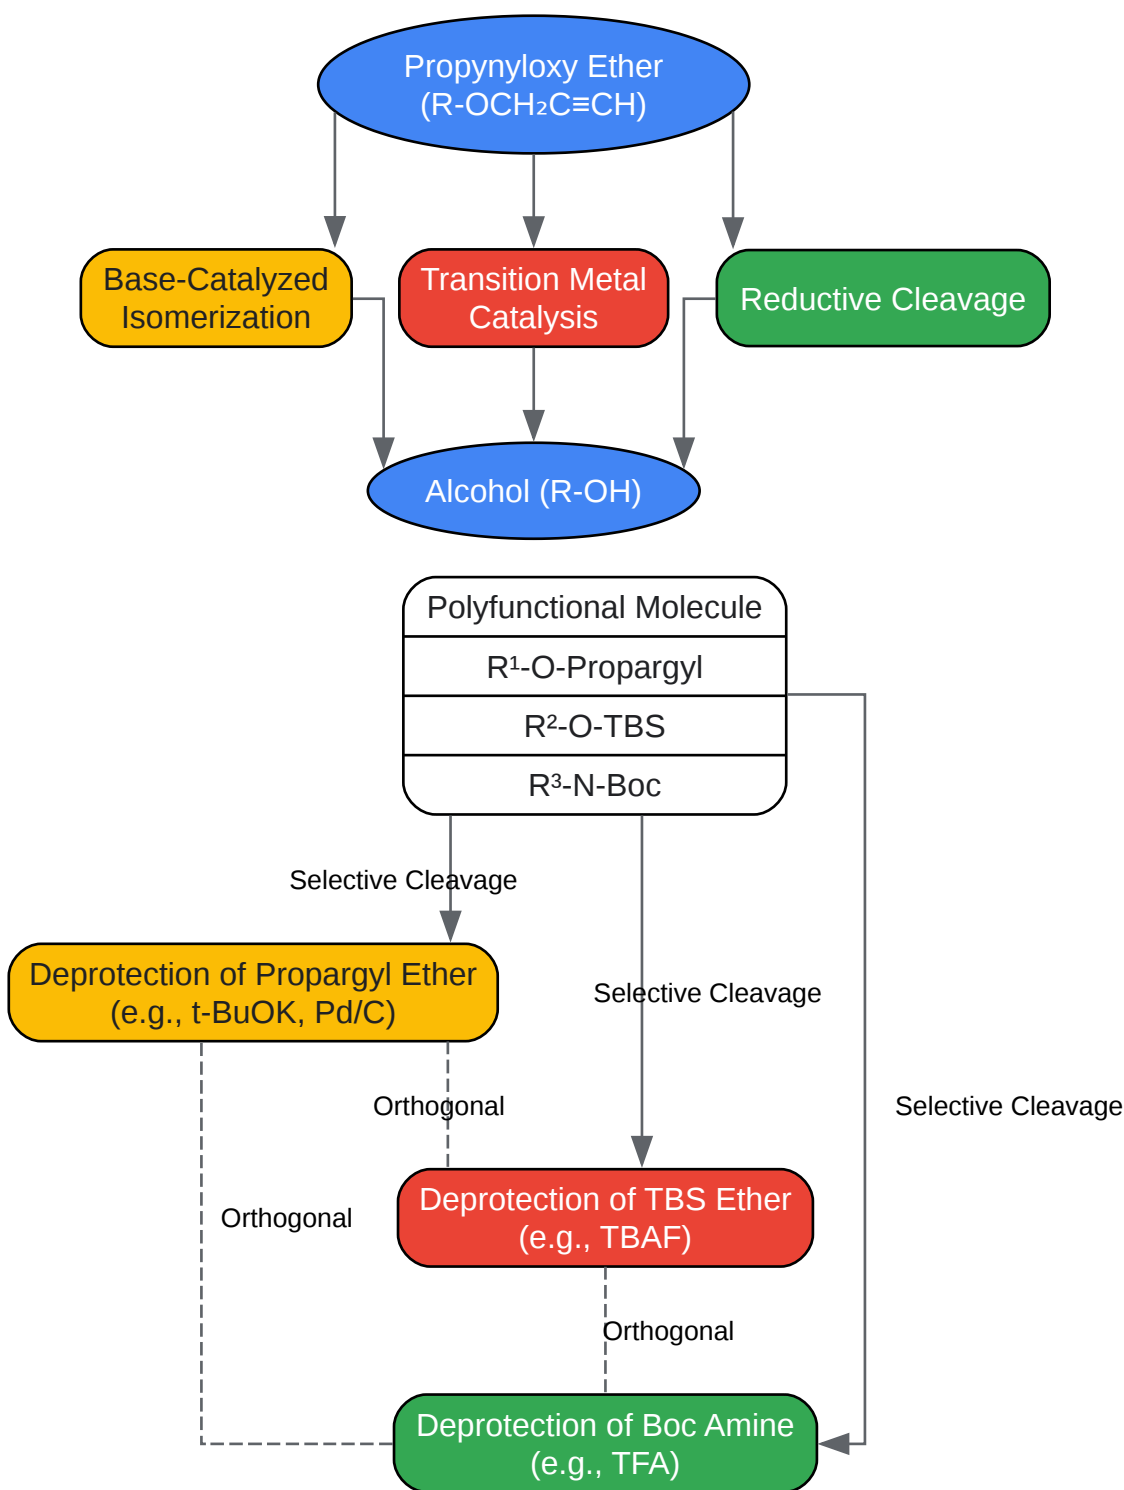 Propynyloxy Ether
(R-OCH₂C≡CH)
Base-Catalyzed
Isomerization
Transition Metal
Catalysis
Reductive Cleavage
Alcohol (R-OH)
Polyfunctional Molecule
R¹-O-Propargyl
R²-O-TBS
R³-N-Boc
Selective Cleavage
Deprotection of Propargyl Ether
(e.g., t-BuOK, Pd/C)
Selective Cleavage
Orthogonal
Selective Cleavage
Deprotection of TBS Ether
(e.g., TBAF)
Orthogonal
Orthogonal
Deprotection of Boc Amine
(e.g., TFA)